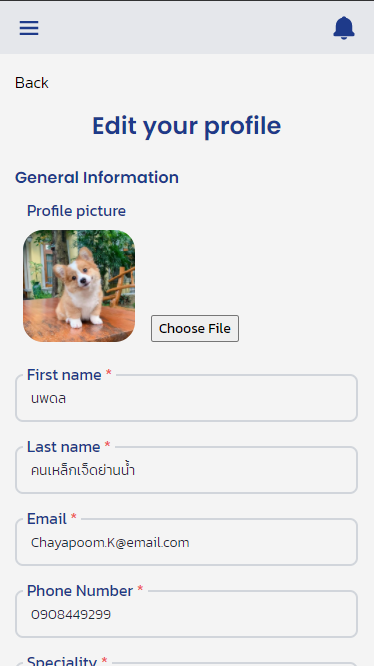 Back
Edit your profile
General Information
Profile picture
Choose File
First name *
นพดล
Last name *
คนเหล็กเจ็ดย่านน้ำ
Email *
Chayapoom.K@email.com
Phone Number *
0908449299
Speciality *